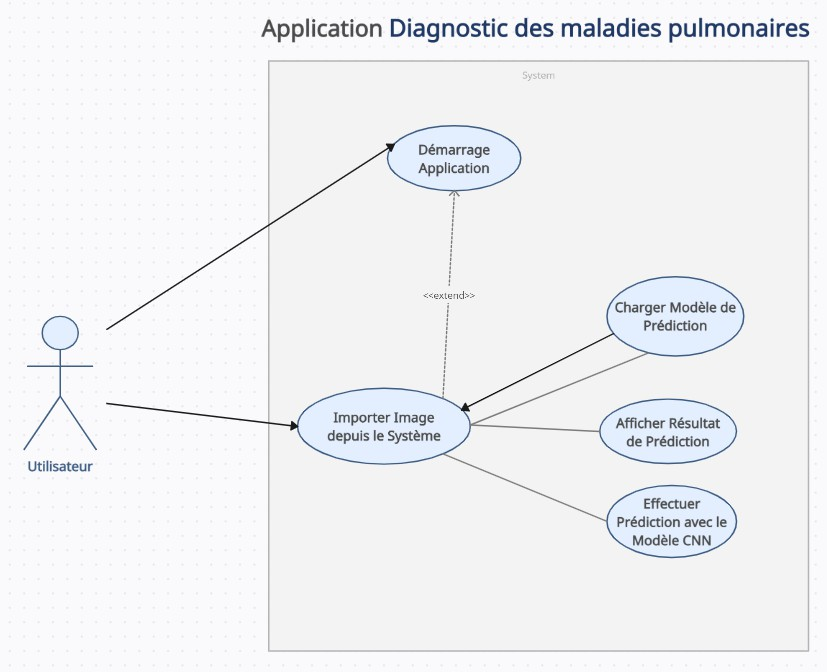 Application Diagnostic des maladies pulmonaires
System
Démarrage
Application
<<extend>>
Charger Modèle de
Prédiction
Importer Image
depuis le Système
Afficher Résultat
de Prédiction
Utilisateur
Effectuer
Prédiction avec le
Modèle CNN